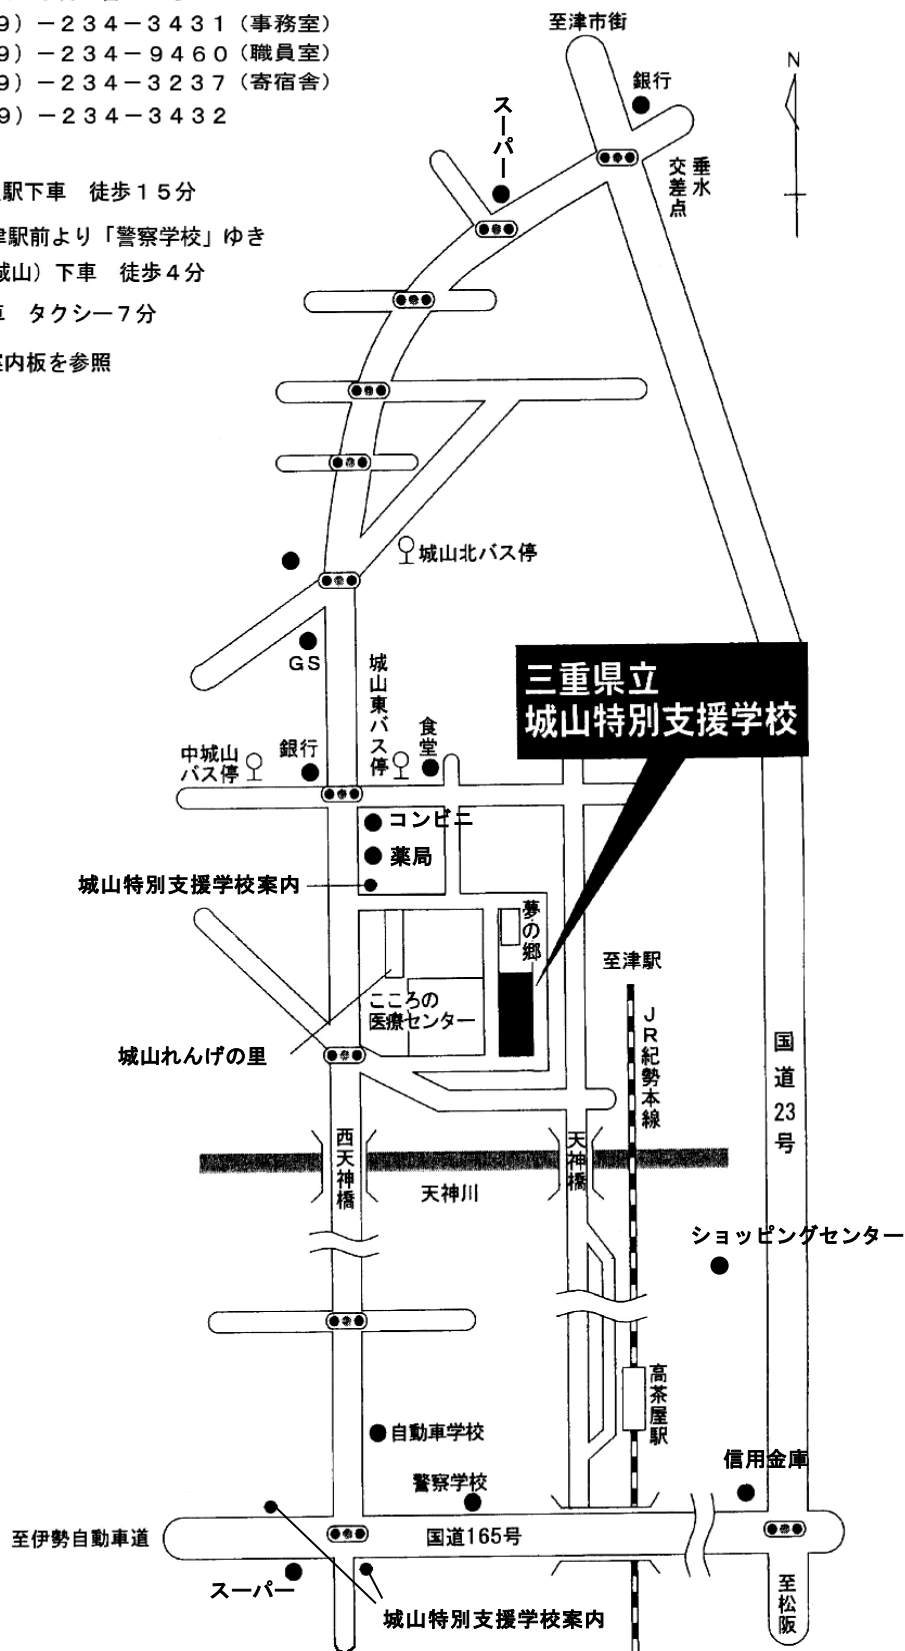 9)－234－3431（事務室）
9)－234－9460（職員室）
9)－234－3237（寄宿舎）
9)－234－3432
駅下車　徒歩15分
津駅前より「警察学校」ゆき
城山）下車　徒歩4分
車　タクシー7分
案内板を参照
至津市街
N
銀行
スーパー
垂水
交差点
城山北バス停
GS
城山東バス停
三重県立
城山特別支援学校
食堂
銀行
中城山
バス停
コンビニ
薬局
城山特別支援学校案内
夢の郷
至津駅
こころの
医療センター
JR紀勢本線
城山れんげの里
国道23号
西天神橋
天神橋
天神川
ショッピングセンター
高茶屋駅
自動車学校
信用金庫
警察学校
至伊勢自動車道
国道165号
スーパー
至松阪
城山特別支援学校案内